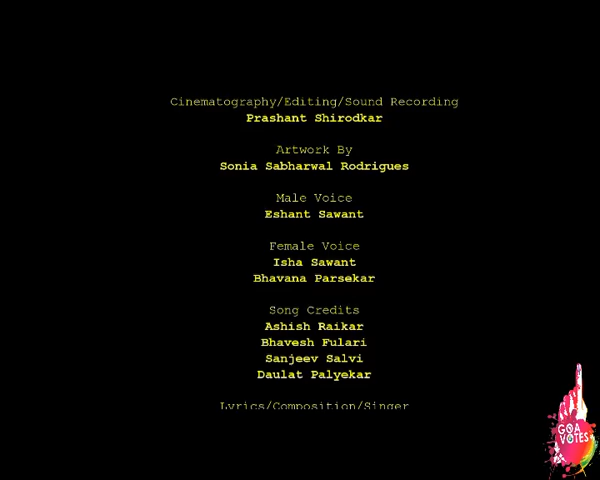 Cinematography/Editing/Sound Recording
Prashant Shirodkar
Artwork By
Sonia Sabharwal Rodrigues
Male Voice
Eshant Sawant
Female Voice
Isha Sawant
Bhavana Parsekar
Song Credits
Ashish Raikar
Bhavesh Fulari
Sanjeev Salvi
Daulat Palyekar
Lyrics/Composition/Singer
GOA
VOTES